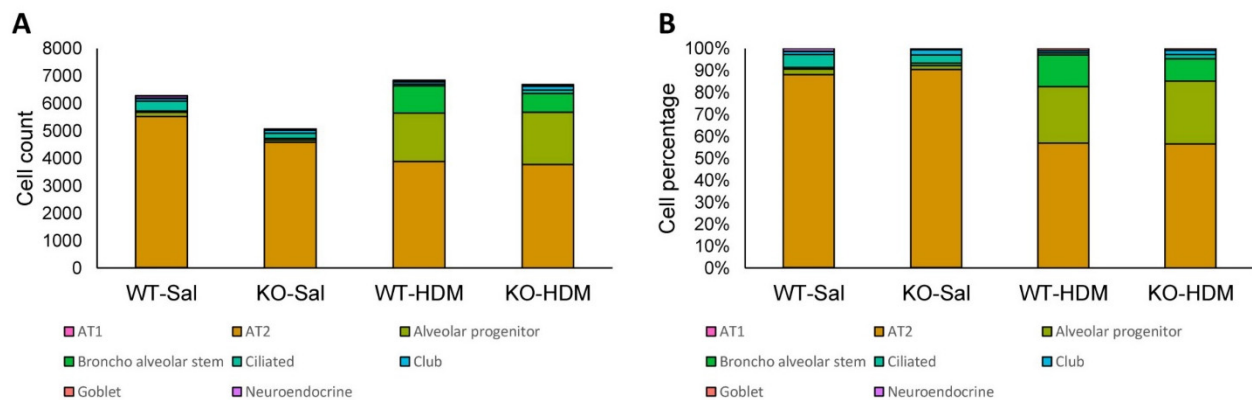 A
8000
7000
6000
5000
4000
3000
2000
1000
0
Cell count
WT-Sal KO-Sal WT-HDM KO-HDM
AT1 AT2 Alveolar progenitor
Broncho alveolar stem Ciliated Club
Goblet Neuroendocrine
B
100%
90%
80%
70%
60%
50%
40%
30%
20%
10%
0%
Cell percentage
WT-Sal KO-Sal WT-HDM KO-HDM
AT1 AT2 Alveolar progenitor
Broncho alveolar stem Ciliated Club
Goblet Neuroendocrine